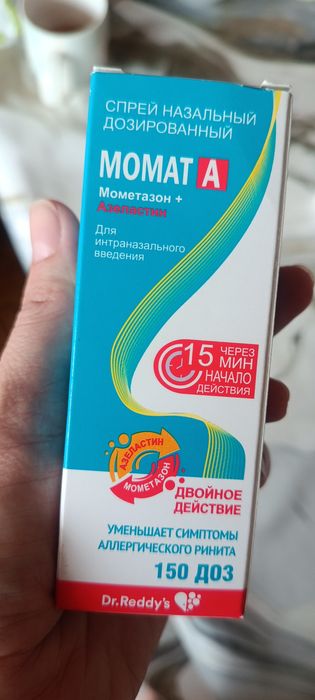 СПРЕЙ НАЗАЛЬНЫЙ
ДОЗИРОВАННЫЙ
МОМАТ А
Мометазон +
Азеластин
Для
интраназального
введения
15 ЧЕРЕЗ
МИН
НАЧАЛО
ДЕЙСТВИЯ
АЗЕЛАСТИН
МОМЕТАЗОН
ДВОЙНОЕ
ДЕЙСТВИЕ
УМЕНЬШАЕТ СИМПТОМЫ
АЛЛЕРГИЧЕСКОГО РИНИТА
150 ДОЗ
Dr.Reddy's